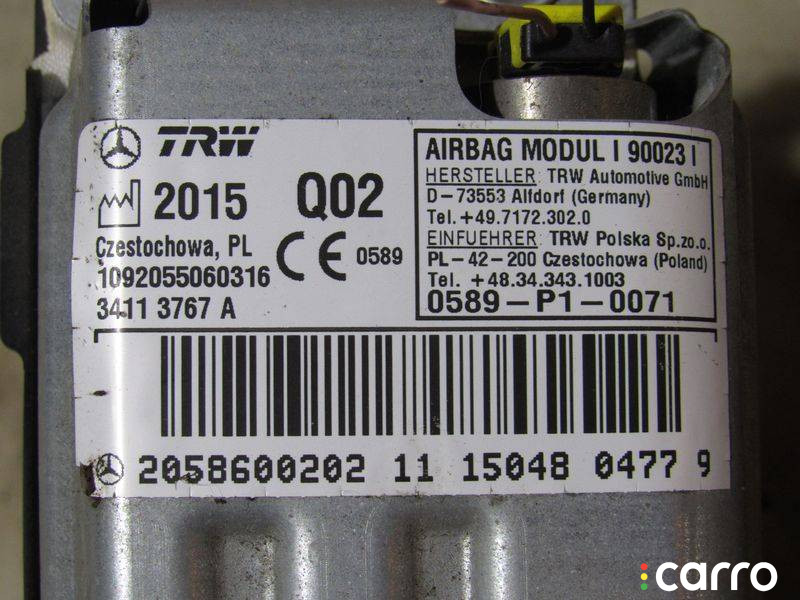 TRW
2015 Q02
Czestochowa, PL
1092055060316
3411 3767 A
CE 0589
AIRBAG MODUL I 90023 I
HERSTELLER: TRW Automotive GmbH
D-73553 Alfdorf (Germany)
Tel.+49.7172.302.0
EINFUEHRER: TRW Polska Sp.zo.o.
PL-42-200 Czestochowa (Poland)
Tel. +48.34.343.1003
0589-P1-0071
2058600202 11 15048 0477 9
carro